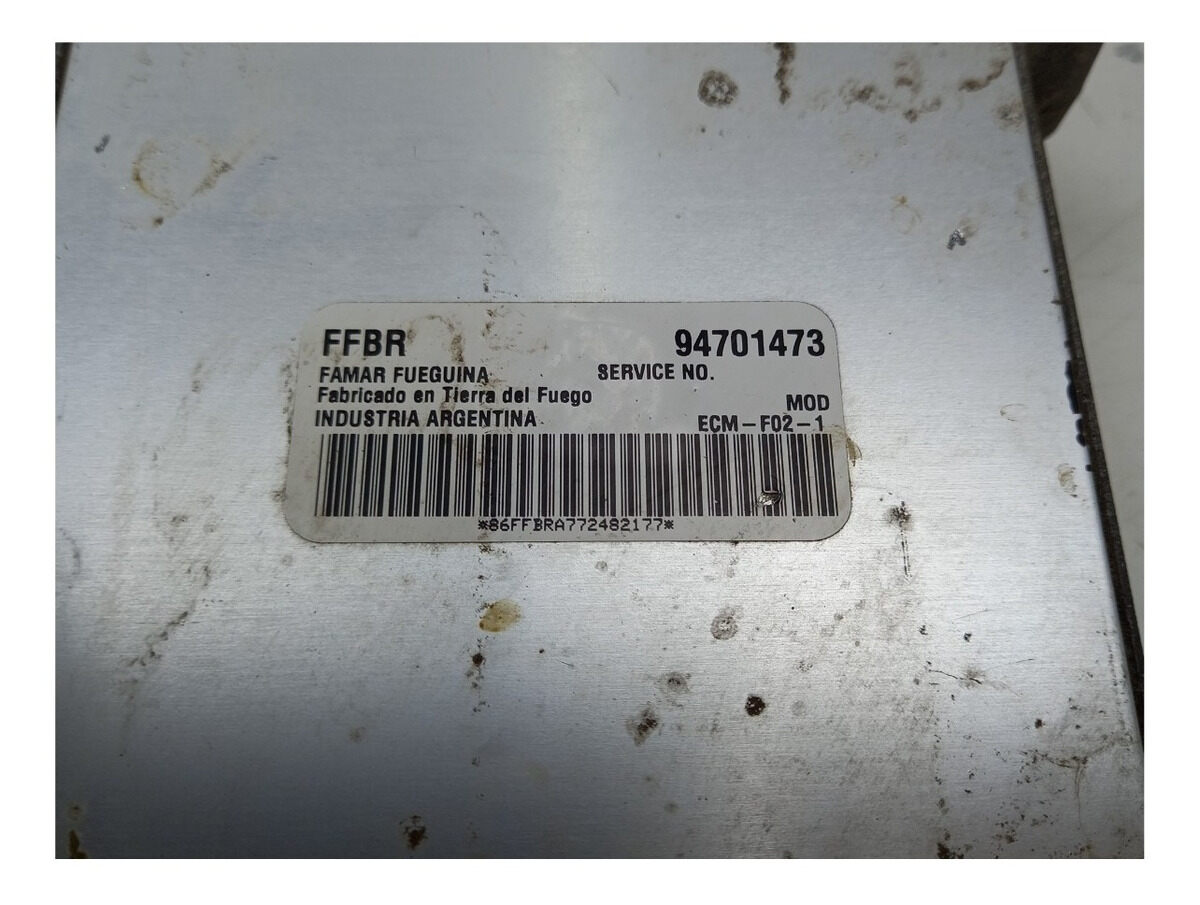 FFBR 94701473
FAMAR FUEGUINA SERVICE NO.
Fabricado en Tierra del Fuego
INDUSTRIA ARGENTINA MOD
ECM-F02-1
*86FFBRA772482177*